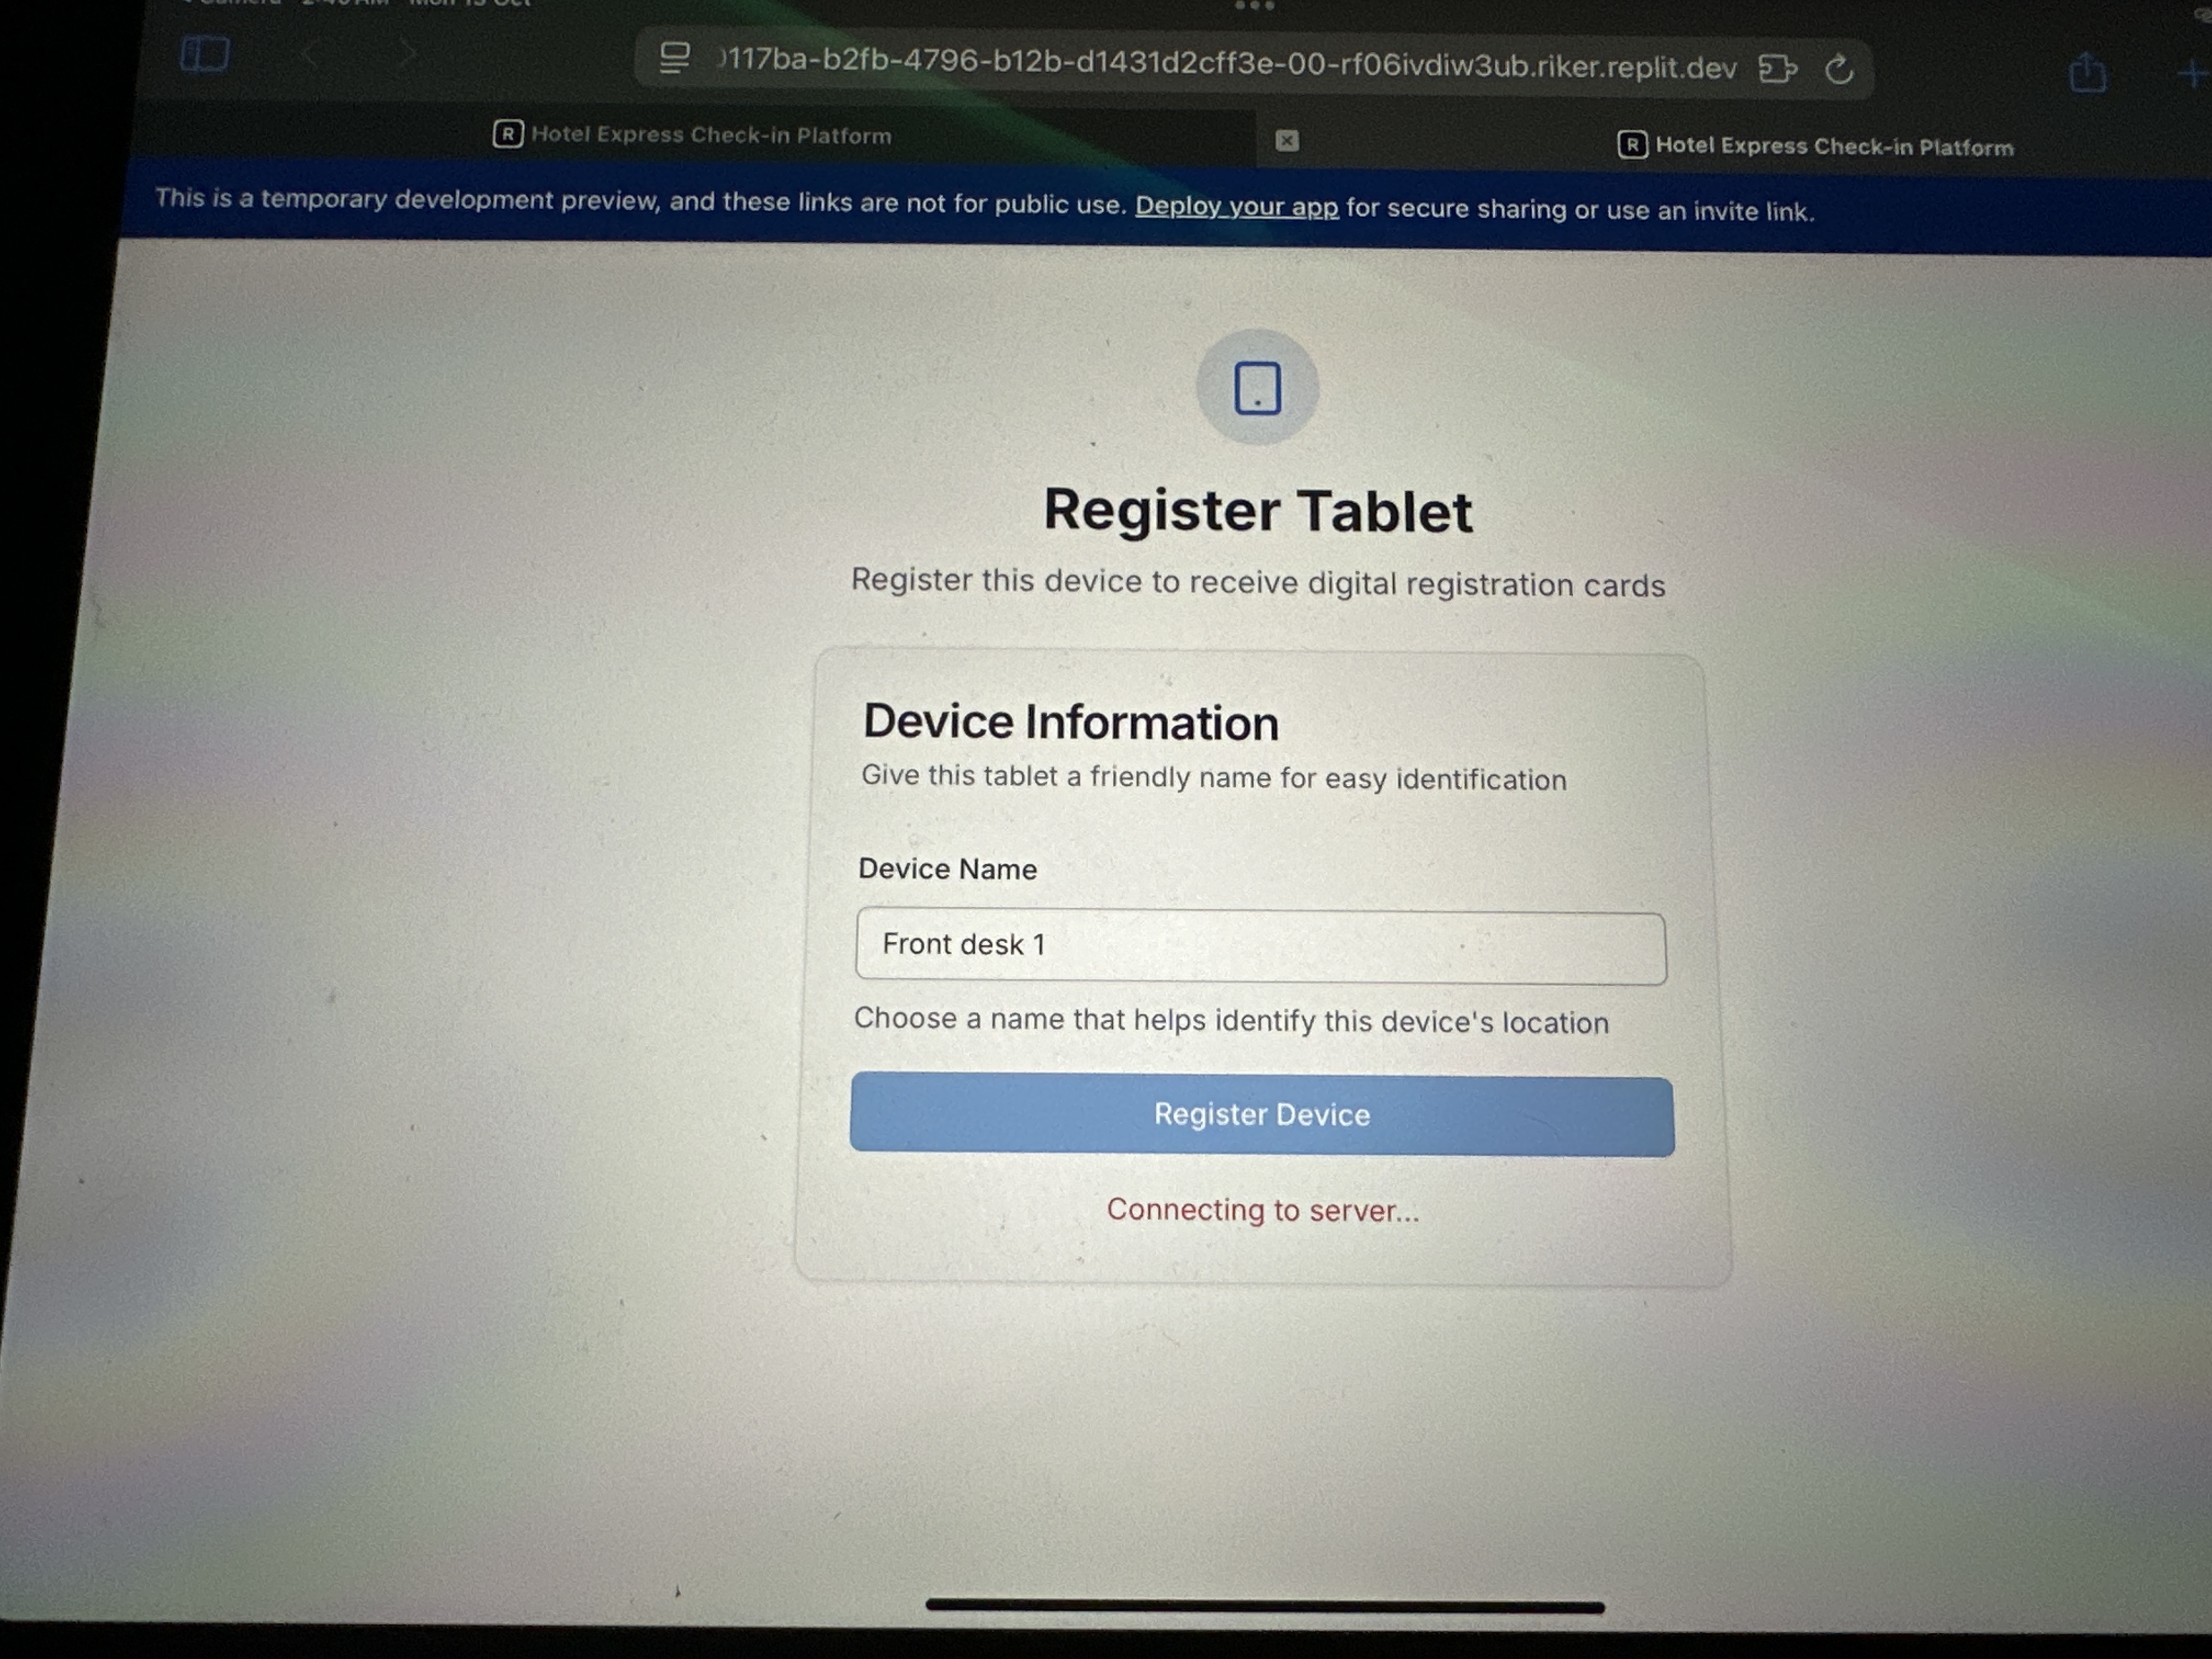 )117ba-b2fb-4796-b12b-d1431d2cff3e-00-rf06ivdiw3ub.riker.replit.dev
R Hotel Express Check-in Platform
R Hotel Express Check-in Platform
This is a temporary development preview, and these links are not for public use. Deploy your app for secure sharing or use an invite link.
Register Tablet
Register this device to receive digital registration cards
Device Information
Give this tablet a friendly name for easy identification
Device Name
Front desk 1
Choose a name that helps identify this device's location
Register Device
Connecting to server...